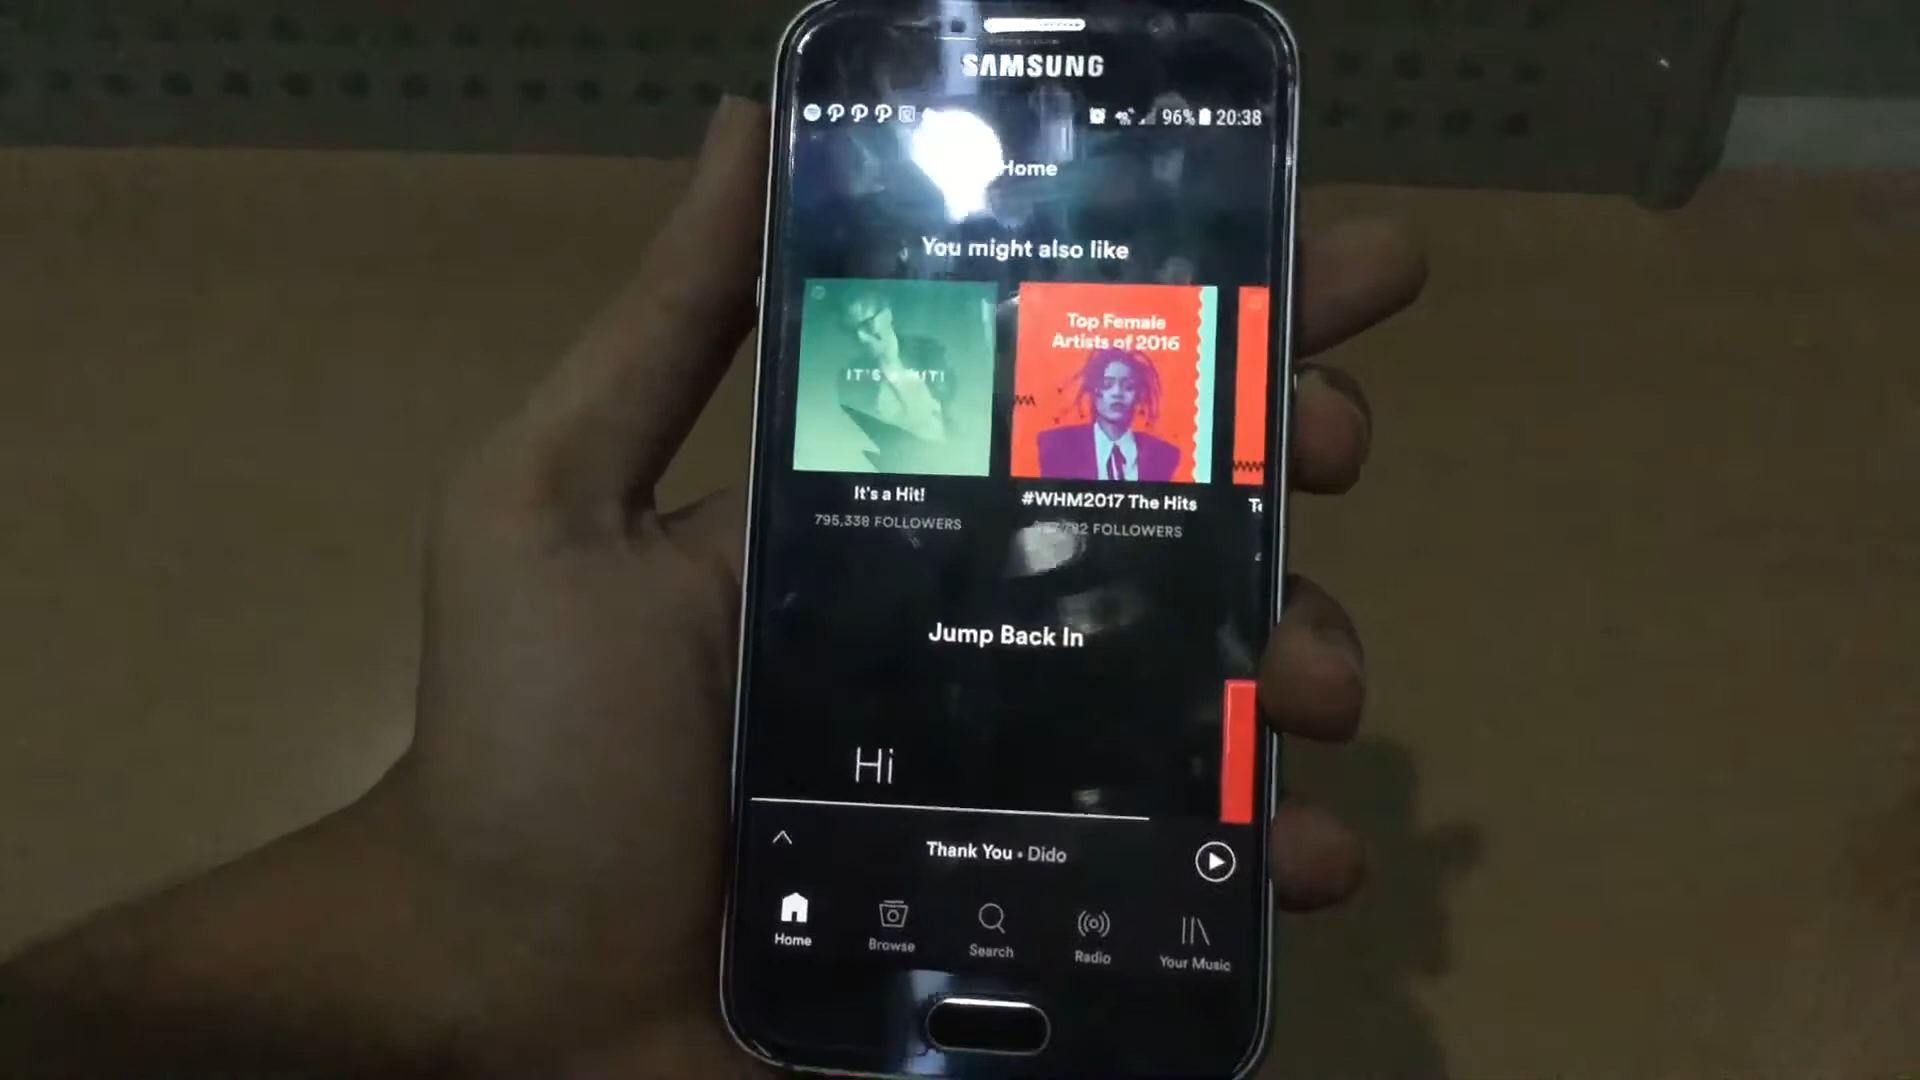 SAMSUNG
96% 20:38
Home
You might also like
IT'S
Top Female
Artists of 2016
It's a Hit!
#WHM2017 The Hits
795,338 FOLLOWERS
FOLLOWERS
Jump Back In
Hi
Thank You • Dido
Home
Browse
Search
Radio
Your Music